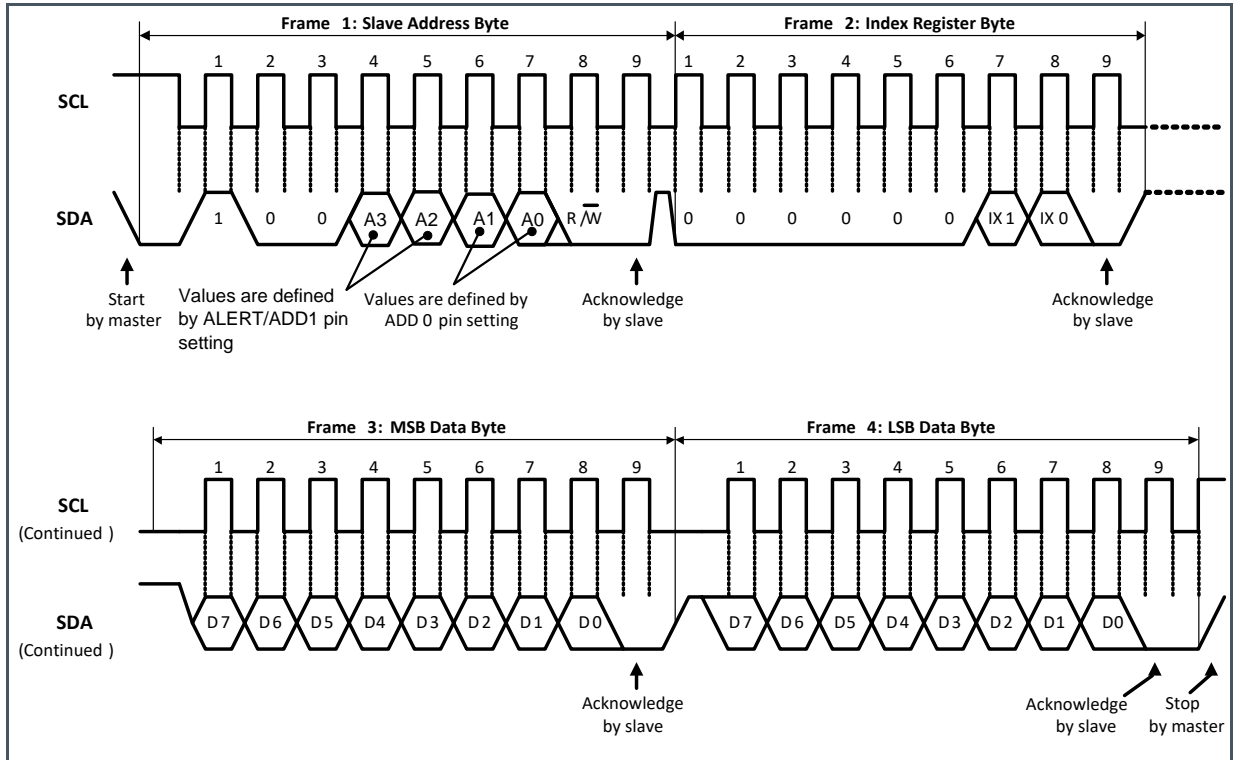 Frame 1: Slave Address Byte
Frame 2: Index Register Byte
1 2 3 4 5 6 7 8 9 1 2 3 4 5 6 7 8 9
SCL
SDA
1 0 0 A3 A2 A1 A0 R/W 0 0 0 0 0 0 IX 1 IX 0
Start
by master
Values are defined
by ALERT/ADD1 pin
setting
Values are defined by
ADD 0 pin setting
Acknowledge
by slave
Acknowledge
by slave
Frame 3: MSB Data Byte
Frame 4: LSB Data Byte
1 2 3 4 5 6 7 8 9 1 2 3 4 5 6 7 8 9
SCL
(Continued )
SDA
(Continued )
D7 D6 D5 D4 D3 D2 D1 D0 D7 D6 D5 D4 D3 D2 D1 D0
Acknowledge
by slave
Acknowledge
by slave
Stop
by master